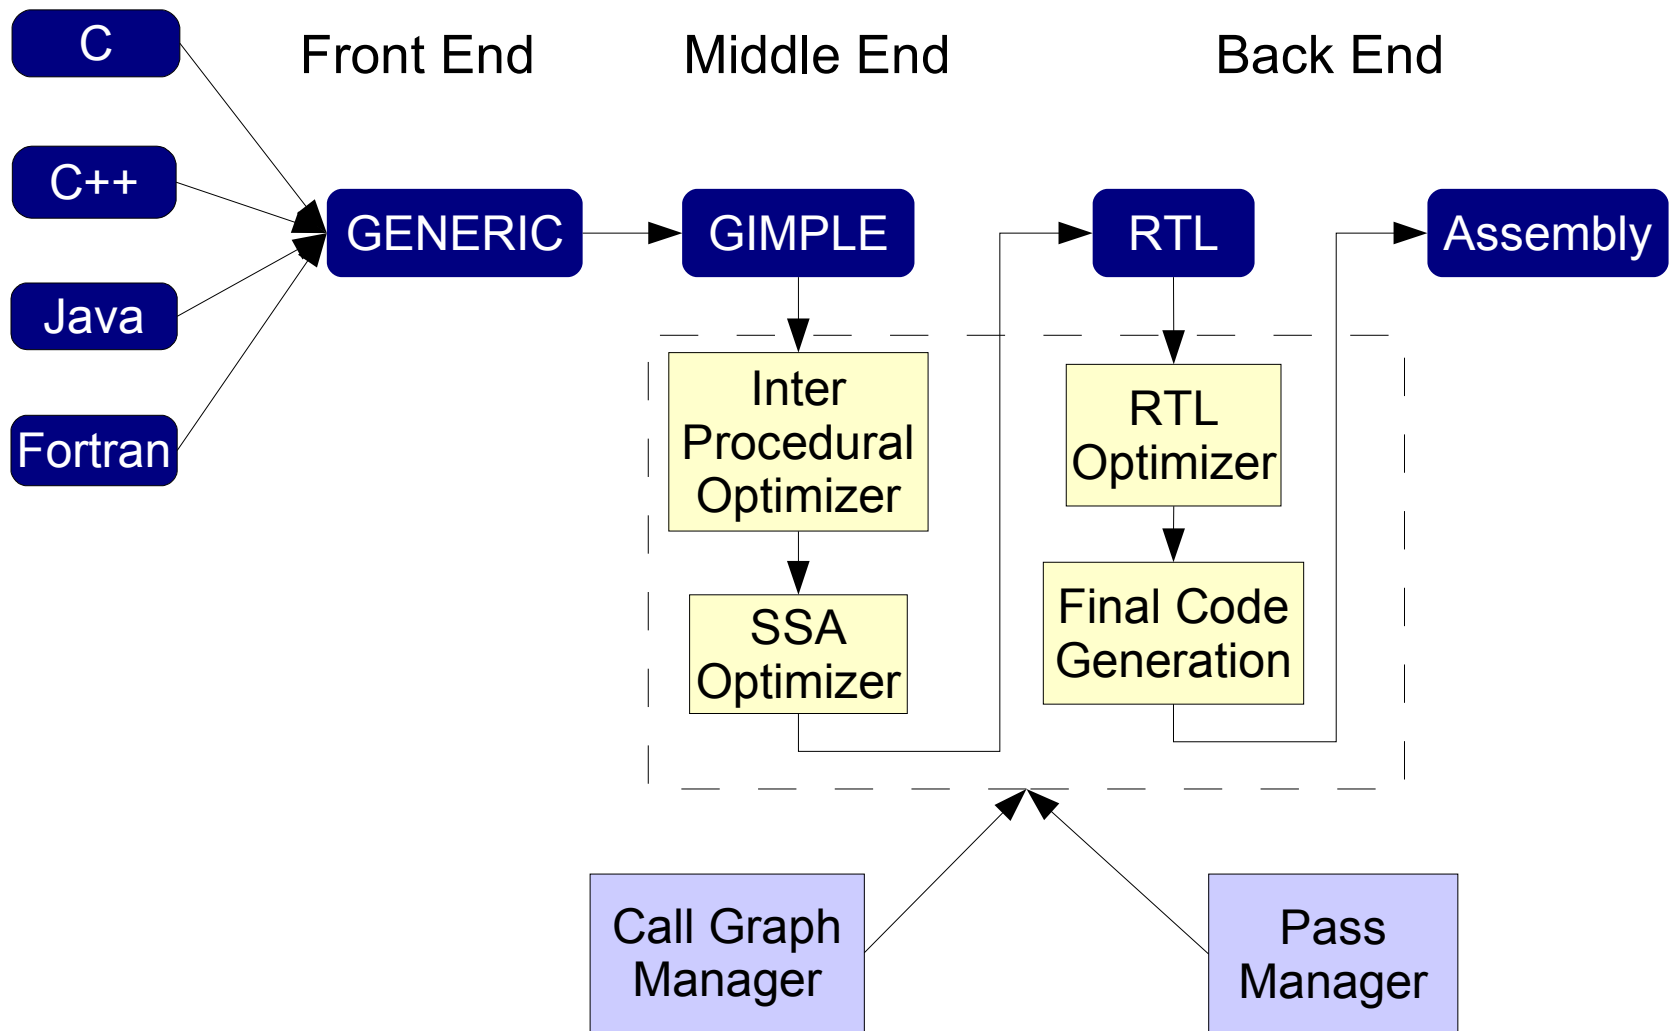 C
Front End
Middle End
Back End
C++
GENERIC
GIMPLE
RTL
Assembly
Java
Fortran
Inter
Procedural
Optimizer
RTL
Optimizer
SSA
Optimizer
Final Code
Generation
Call Graph
Manager
Pass
Manager